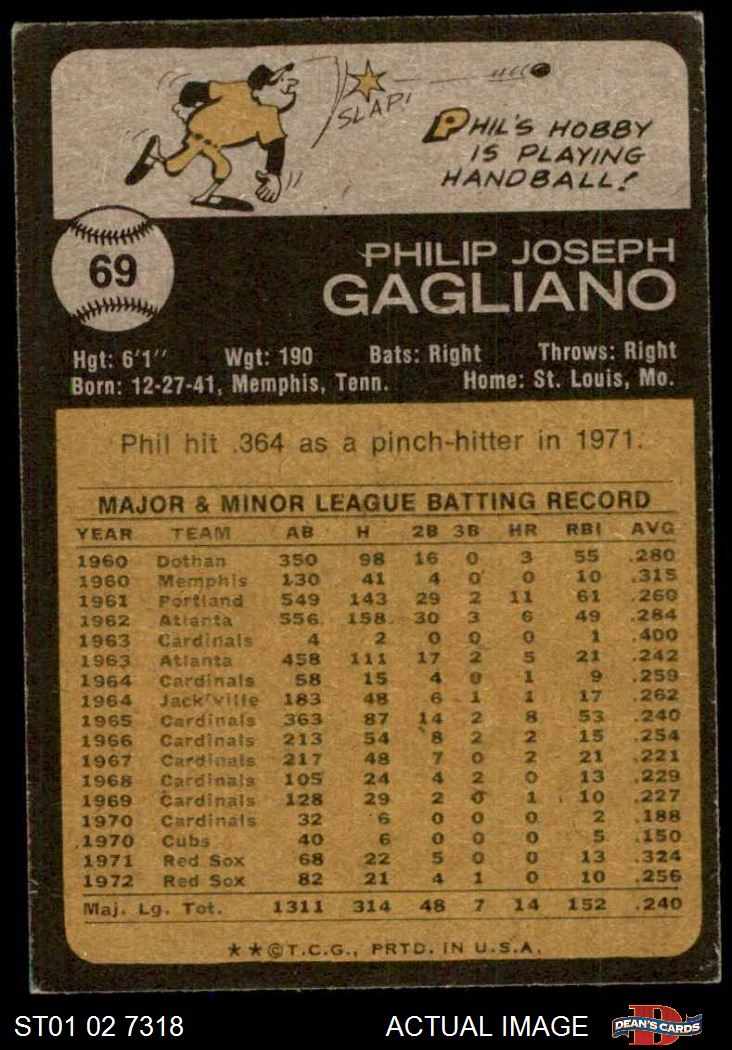 SLAP!
PHIL'S HOBBY
IS PLAYING
HANDBALL!
69
PHILIP JOSEPH
GAGLIANO
Hgt: 6'1" Wgt: 190 Bats: Right Throws: Right
Born: 12-27-41, Memphis, Tenn. Home: St. Louis, Mo.
Phil hit .364 as a pinch-hitter in 1971.
MAJOR & MINOR LEAGUE BATTING RECORD
YEAR TEAM AB H 2B 3B HR RBI AVG
1960 Dothan 350 98 16 0 3 55 .280
1960 Memphis 130 41 4 0 0 10 .315
1961 Portland 549 143 29 2 11 61 .260
1962 Atlanta 556 158 30 3 6 49 .284
1963 Cardinals 4 2 0 0 0 1 .400
1963 Atlanta 458 111 17 2 5 21 .242
1964 Cardinals 58 15 4 0 1 9 .259
1964 Jack'ville 183 48 6 1 1 17 .262
1965 Cardinals 363 87 14 2 8 53 .240
1966 Cardinals 213 54 8 2 2 15 .254
1967 Cardinals 217 48 7 0 2 21 .221
1968 Cardinals 105 24 4 2 0 13 .229
1969 Cardinals 128 29 2 0 1 10 .227
1970 Cardinals 32 6 0 0 0 2 .188
1970 Cubs 40 6 0 0 0 5 .150
1971 Red Sox 68 22 5 0 0 13 .324
1972 Red Sox 82 21 4 1 0 10 .256
Maj. Lg. Tot. 1311 314 48 7 14 152 .240
**©T.C.G., PRTD. IN U.S.A.
ST01 02 7318 ACTUAL IMAGE D DEAN'S CARDS